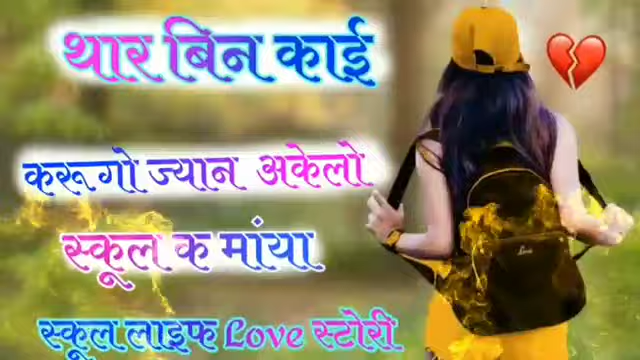 थार बिन काई
करूगो ज्यान अकेलो
स्कूल क मांया
स्कूल लाइफ Love स्टोरी